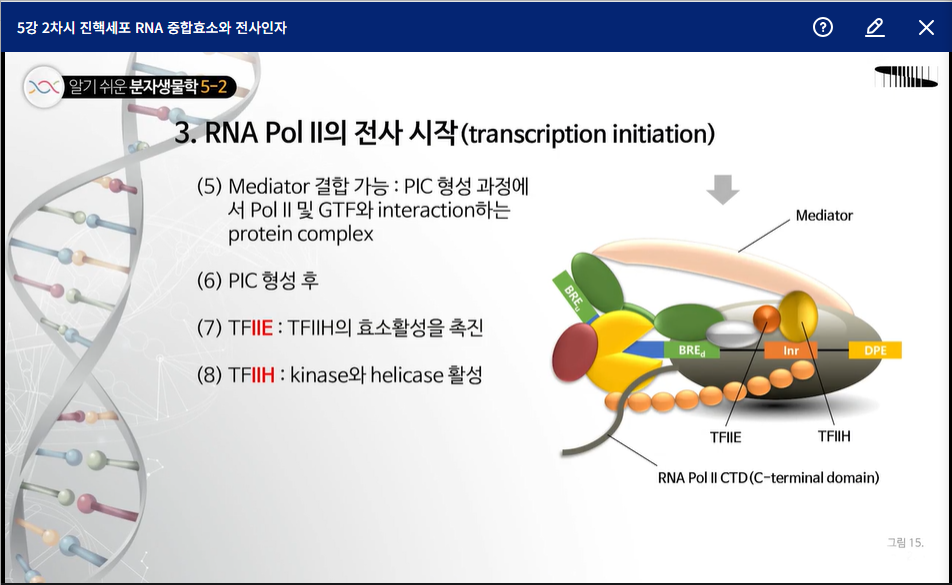 5강 2차시 진핵세포 RNA 중합효소와 전사인자
알기 쉬운 분자생물학 5-2
3. RNA Pol II의 전사 시작(transcription initiation)
(5) Mediator 결합 가능 : PIC 형성 과정에
서 Pol II 및 GTF와 interaction하는
protein complex
(6) PIC 형성 후
(7) TFIIE : TFIIH의 효소활성을 촉진
(8) TFIIH : kinase와 helicase 활성
Mediator
BREu
BREd
Inr
DPE
TFIIE
TFIIH
RNA Pol II CTD(C-terminal domain)
그림 15.